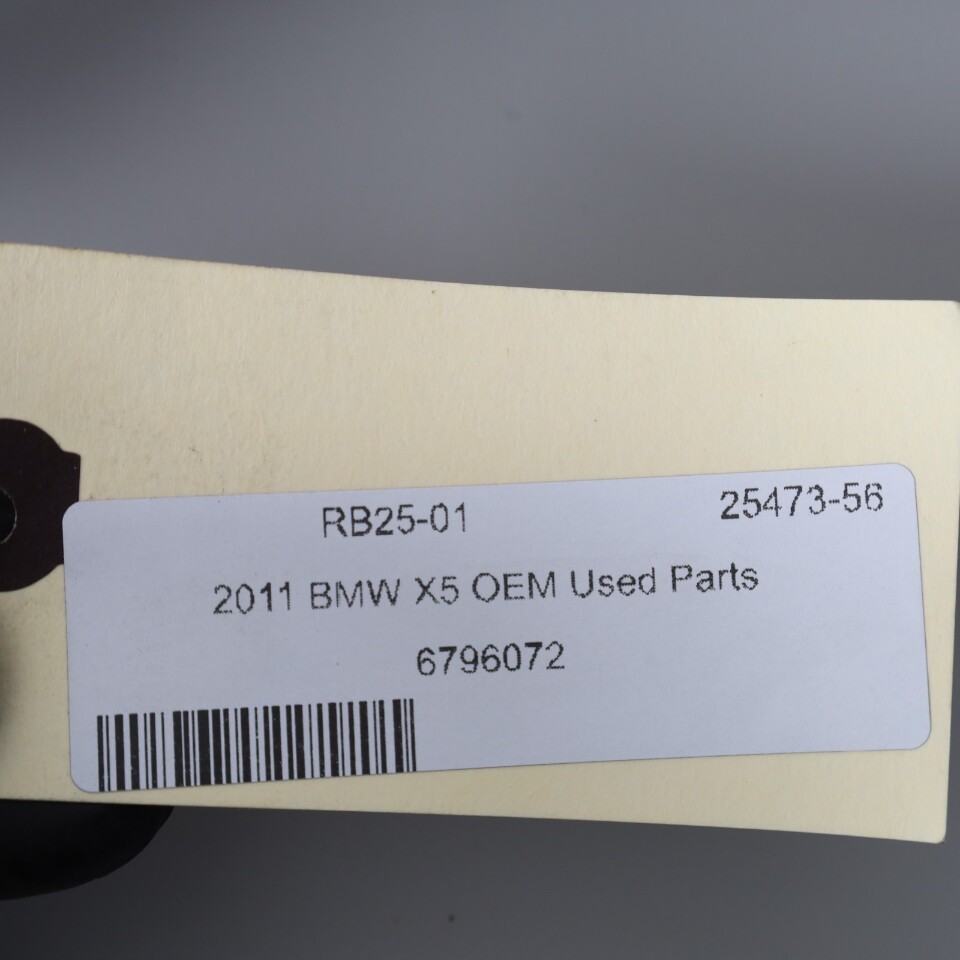 RB25-01 25473-56
2011 BMW X5 OEM Used Parts
6796072